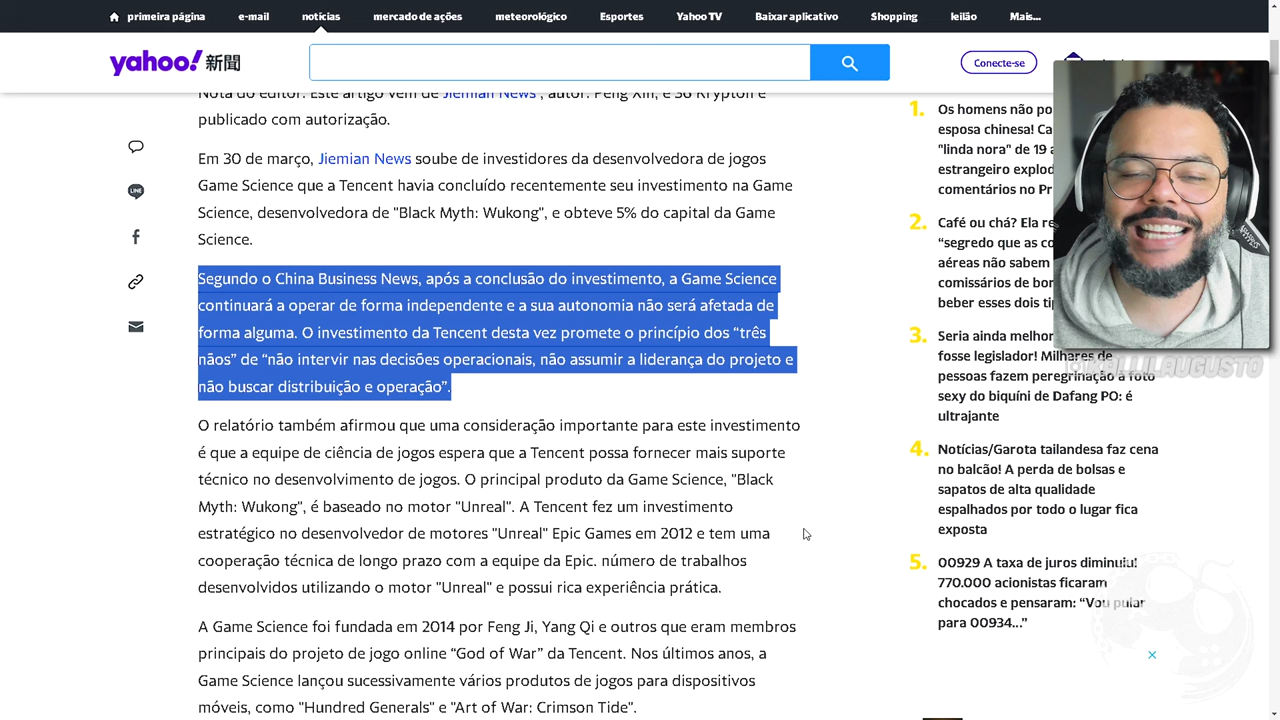 primeira página e-mail notícias mercado de ações meteorológico Esportes Yahoo TV Baixar aplicativo Shopping leilão Mais...
yahoo! 新聞
Conecte-se
Nota do editor: Este artigo vem de Jiemian News , autor: Peng Xin, e 36 Krypton é
publicado com autorização.
Em 30 de março, Jiemian News soube de investidores da desenvolvedora de jogos
Game Science que a Tencent havia concluído recentemente seu investimento na Game
Science, desenvolvedora de "Black Myth: Wukong", e obteve 5% do capital da Game
Science.
Segundo o China Business News, após a conclusão do investimento, a Game Science
continuará a operar de forma independente e a sua autonomia não será afetada de
forma alguma. O investimento da Tencent desta vez promete o princípio dos “três
nãos” de “não intervir nas decisões operacionais, não assumir a liderança do projeto e
não buscar distribuição e operação”.
O relatório também afirmou que uma consideração importante para este investimento
é que a equipe de ciência de jogos espera que a Tencent possa fornecer mais suporte
técnico no desenvolvimento de jogos. O principal produto da Game Science, "Black
Myth: Wukong", é baseado no motor "Unreal". A Tencent fez um investimento
estratégico no desenvolvedor de motores "Unreal" Epic Games em 2012 e tem uma
cooperação técnica de longo prazo com a equipe da Epic. número de trabalhos
desenvolvidos utilizando o motor "Unreal" e possui rica experiência prática.
A Game Science foi fundada em 2014 por Feng Ji, Yang Qi e outros que eram membros
principais do projeto de jogo online “God of War” da Tencent. Nos últimos anos, a
Game Science lançou sucessivamente vários produtos de jogos para dispositivos
móveis, como "Hundred Generals" e "Art of War: Crimson Tide".
LINE
1. Os homens não po
esposa chinesa! Ca
"linda nora" de 19 a
estrangeiro explod
comentários no Pr
2. Café ou chá? Ela re
“segredo que as co
aéreas não sabem
comissários de bor
beber esses dois tip
3. Seria ainda melhor
fosse legislador! Milhares de
pessoas fazem peregrinação à foto
sexy do biquíni de Dafang PO: é
ultrajante
4. Notícias/Garota tailandesa faz cena
no balcão! A perda de bolsas e
sapatos de alta qualidade
espalhados por todo o lugar fica
exposta
5. 00929 A taxa de juros diminuiu!
770.000 acionistas ficaram
chocados e pensaram: “Vou pular
para 00934...”
@KALLILAUGUSTO